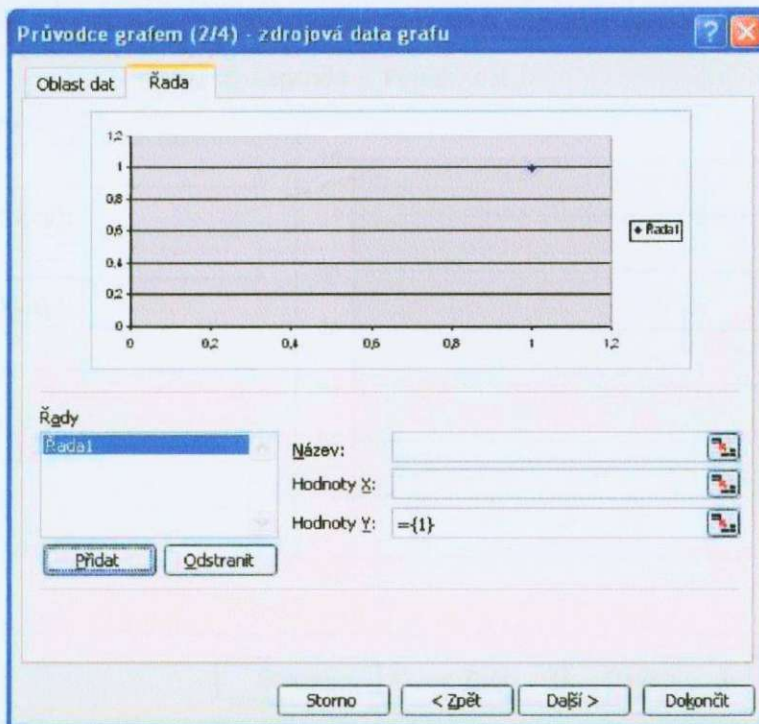 Průvodce grafem (2/4) - zdrojová data grafu
Oblast dat
Řada
1,2
1
0,8
0,6
0,4
0,2
0
0 0,2 0,4 0,6 0,8 1 1,2
Řada1
Řady
Řada1
Název:
Hodnoty X:
Hodnoty Y: ={1}
Přidat Odstranit
Storno < Zpět Další > Dokončit